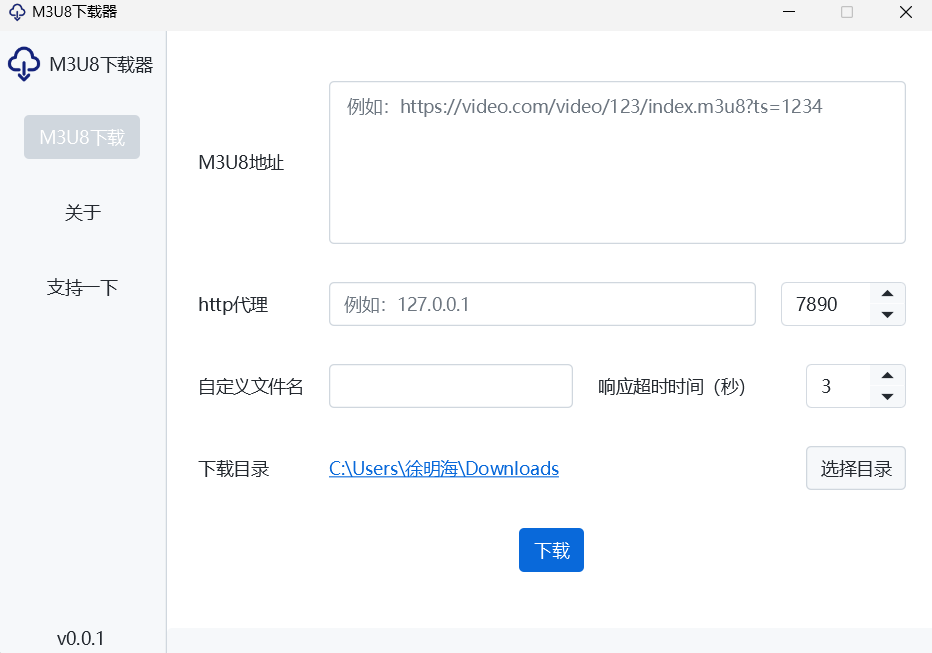 M3U8下载器
M3U8下载器
M3U8下载
关于
支持一下
v0.0.1
M3U8地址
例如：https://video.com/video/123/index.m3u8?ts=1234
http代理
例如：127.0.0.1
7890
自定义文件名
响应超时时间（秒）
3
下载目录
C:\Users\徐明海\Downloads
选择目录
下载